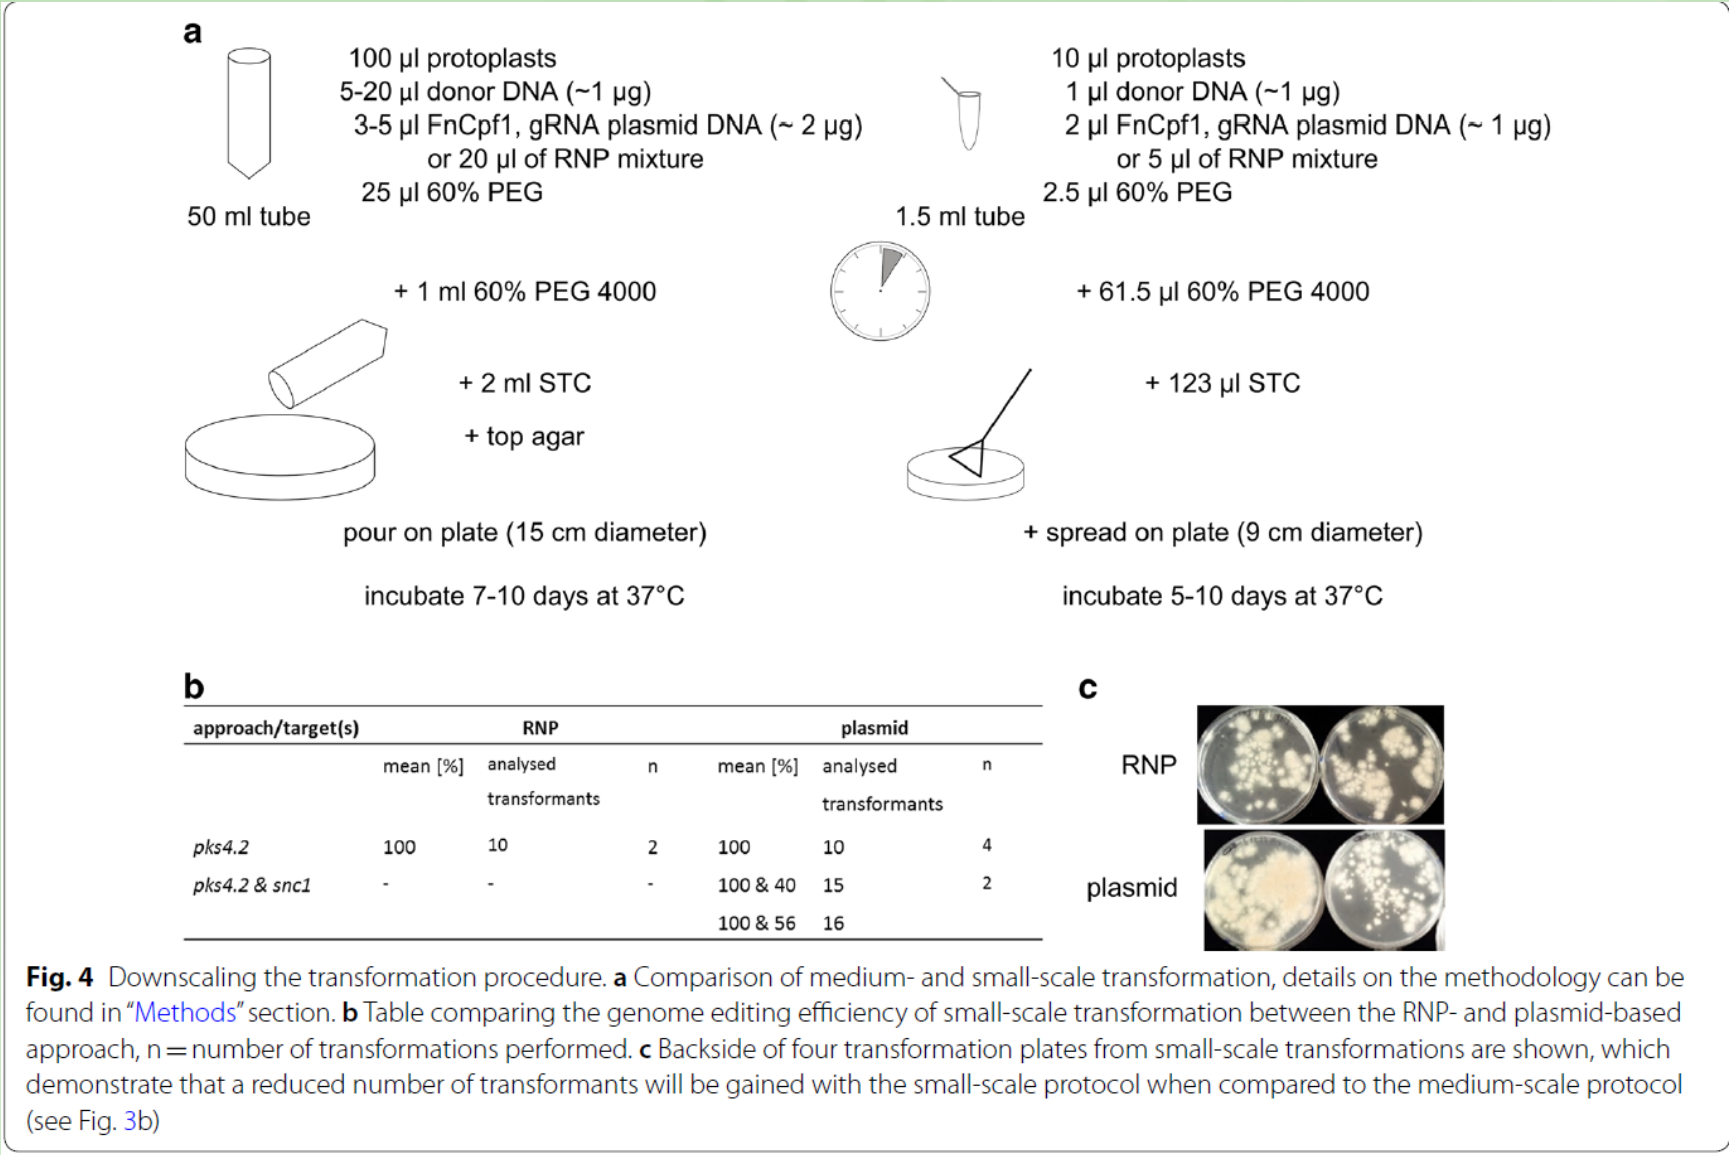 a
100 µl protoplasts
5-20 µl donor DNA (~1 µg)
3-5 µl FnCpf1, gRNA plasmid DNA (~ 2 µg)
or 20 µl of RNP mixture
25 µl 60% PEG
50 ml tube
+ 1 ml 60% PEG 4000
+ 2 ml STC
+ top agar
pour on plate (15 cm diameter)
incubate 7-10 days at 37°C
10 µl protoplasts
1 µl donor DNA (~1 µg)
2 µl FnCpf1, gRNA plasmid DNA (~ 1 µg)
or 5 µl of RNP mixture
2.5 µl 60% PEG
1.5 ml tube
+ 61.5 µl 60% PEG 4000
+ 123 µl STC
+ spread on plate (9 cm diameter)
incubate 5-10 days at 37°C
b
approach/target(s) RNP plasmid
mean [%] analysed transformants n mean [%] analysed transformants n
pks4.2 100 10 2 100 10 4
pks4.2 & snc1 - - - 100 & 40 15 2
100 & 56 16
c
RNP
plasmid
Fig. 4 Downscaling the transformation procedure. a Comparison of medium- and small-scale transformation, details on the methodology can be
found in "Methods" section. b Table comparing the genome editing efficiency of small-scale transformation between the RNP- and plasmid-based
approach, n = number of transformations performed. c Backside of four transformation plates from small-scale transformations are shown, which
demonstrate that a reduced number of transformants will be gained with the small-scale protocol when compared to the medium-scale protocol
(see Fig. 3b)